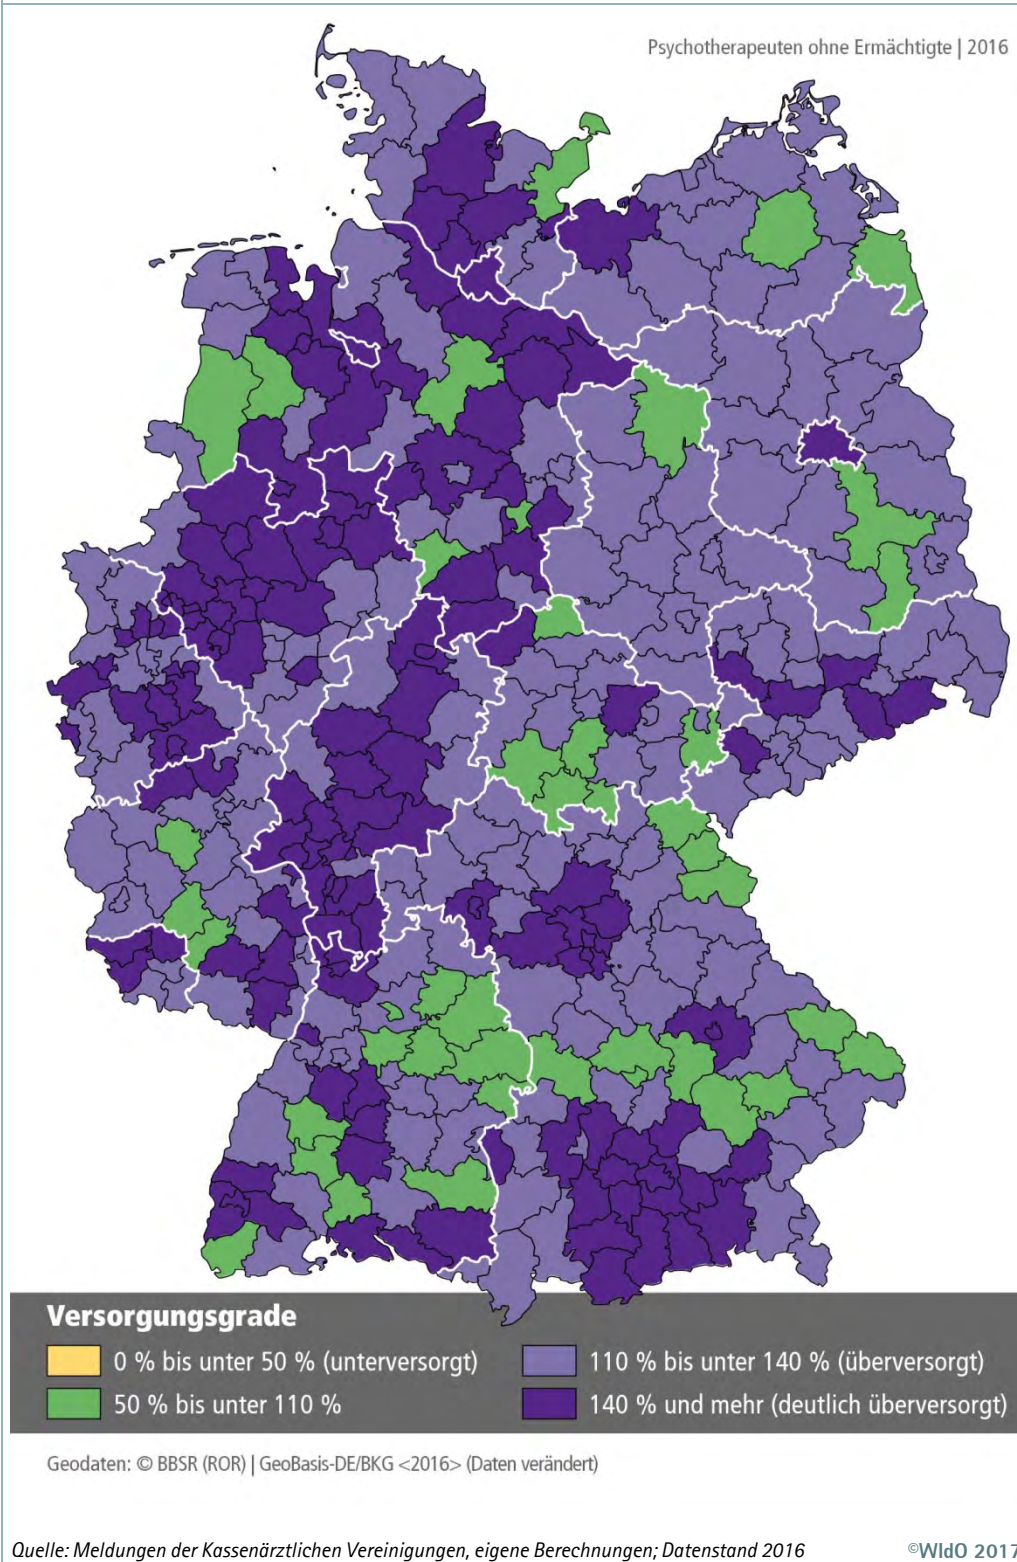 Psychotherapeuten ohne Ermächtigte | 2016
Versorgungsgrade
0 % bis unter 50 % (unterversorgt)
50 % bis unter 110 %
110 % bis unter 140 % (überversorgt)
140 % und mehr (deutlich überversorgt)
Geodaten: © BBSR (ROR) | GeoBasis-DE/BKG <2016> (Daten verändert)
Quelle: Meldungen der Kassenärztlichen Vereinigungen, eigene Berechnungen; Datenstand 2016
©WIdO 2017